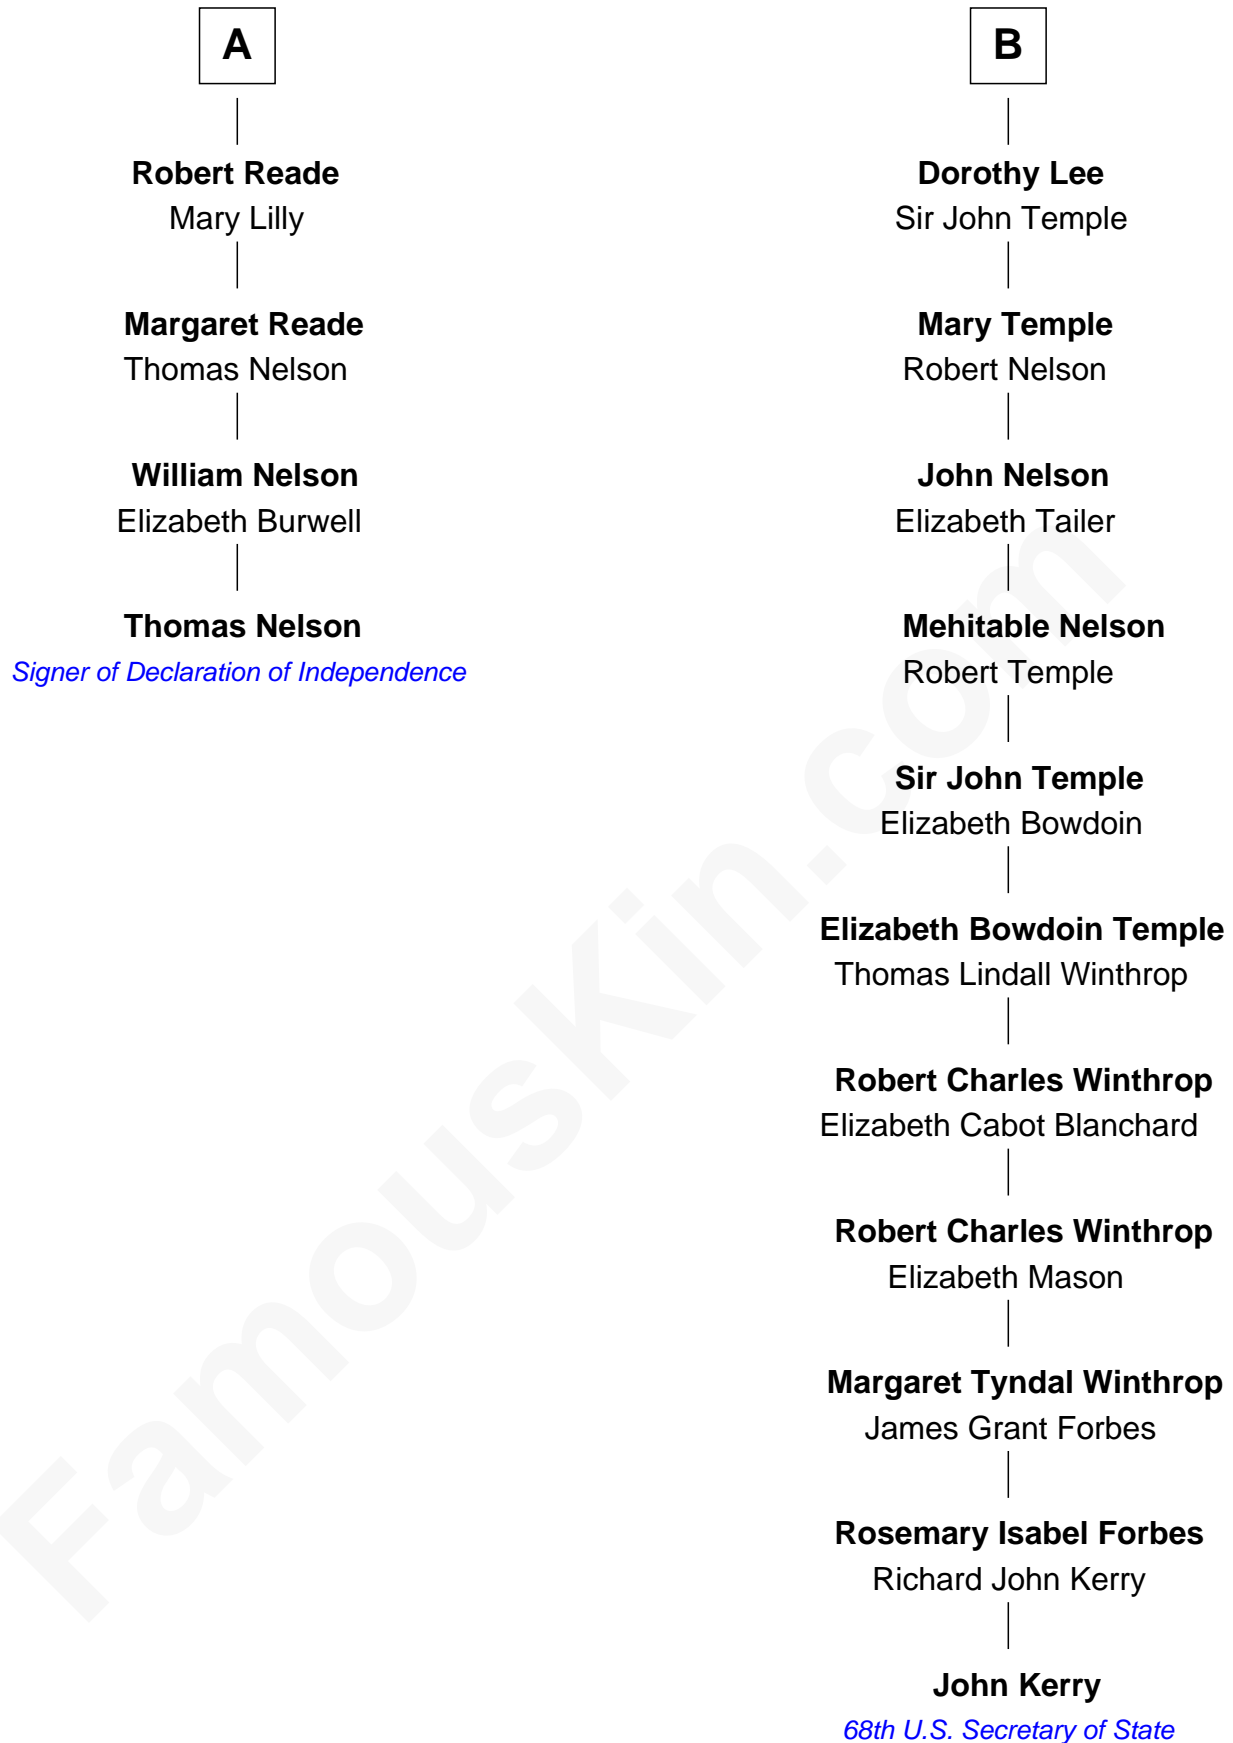 A
Robert Reade
Mary Lilly
Margaret Reade
Thomas Nelson
William Nelson
Elizabeth Burwell
Thomas Nelson
Signer of Declaration of Independence
B
Dorothy Lee
Sir John Temple
Mary Temple
Robert Nelson
John Nelson
Elizabeth Tailer
Mehitable Nelson
Robert Temple
Sir John Temple
Elizabeth Bowdoin
Elizabeth Bowdoin Temple
Thomas Lindall Winthrop
Robert Charles Winthrop
Elizabeth Cabot Blanchard
Robert Charles Winthrop
Elizabeth Mason
Margaret Tyndal Winthrop
James Grant Forbes
Rosemary Isabel Forbes
Richard John Kerry
John Kerry
68th U.S. Secretary of State
FamousKin.com